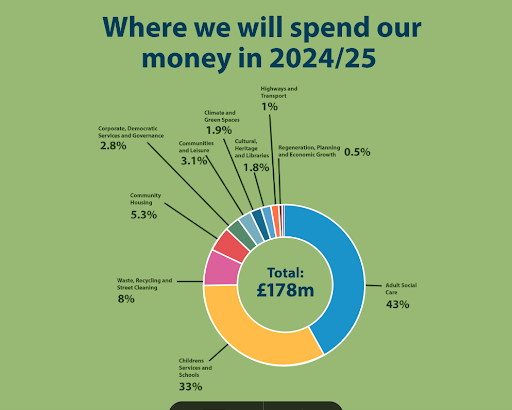 Where we will spend our
money in 2024/25
Highways and
Transport
1%
Climate and
Green Spaces
1.9%
Corporate, Democratic
Services and Governance
2.8%
Communities
and Leisure
3.1%
Cultural,
Heritage
and Libraries
1.8%
Regeneration, Planning
and Economic Growth
0.5%
Community
Housing
5.3%
Waste, Recycling and
Street Cleaning
8%
Total:
£178m
Adult Social
Care
43%
Childrens
Services and
Schools
33%